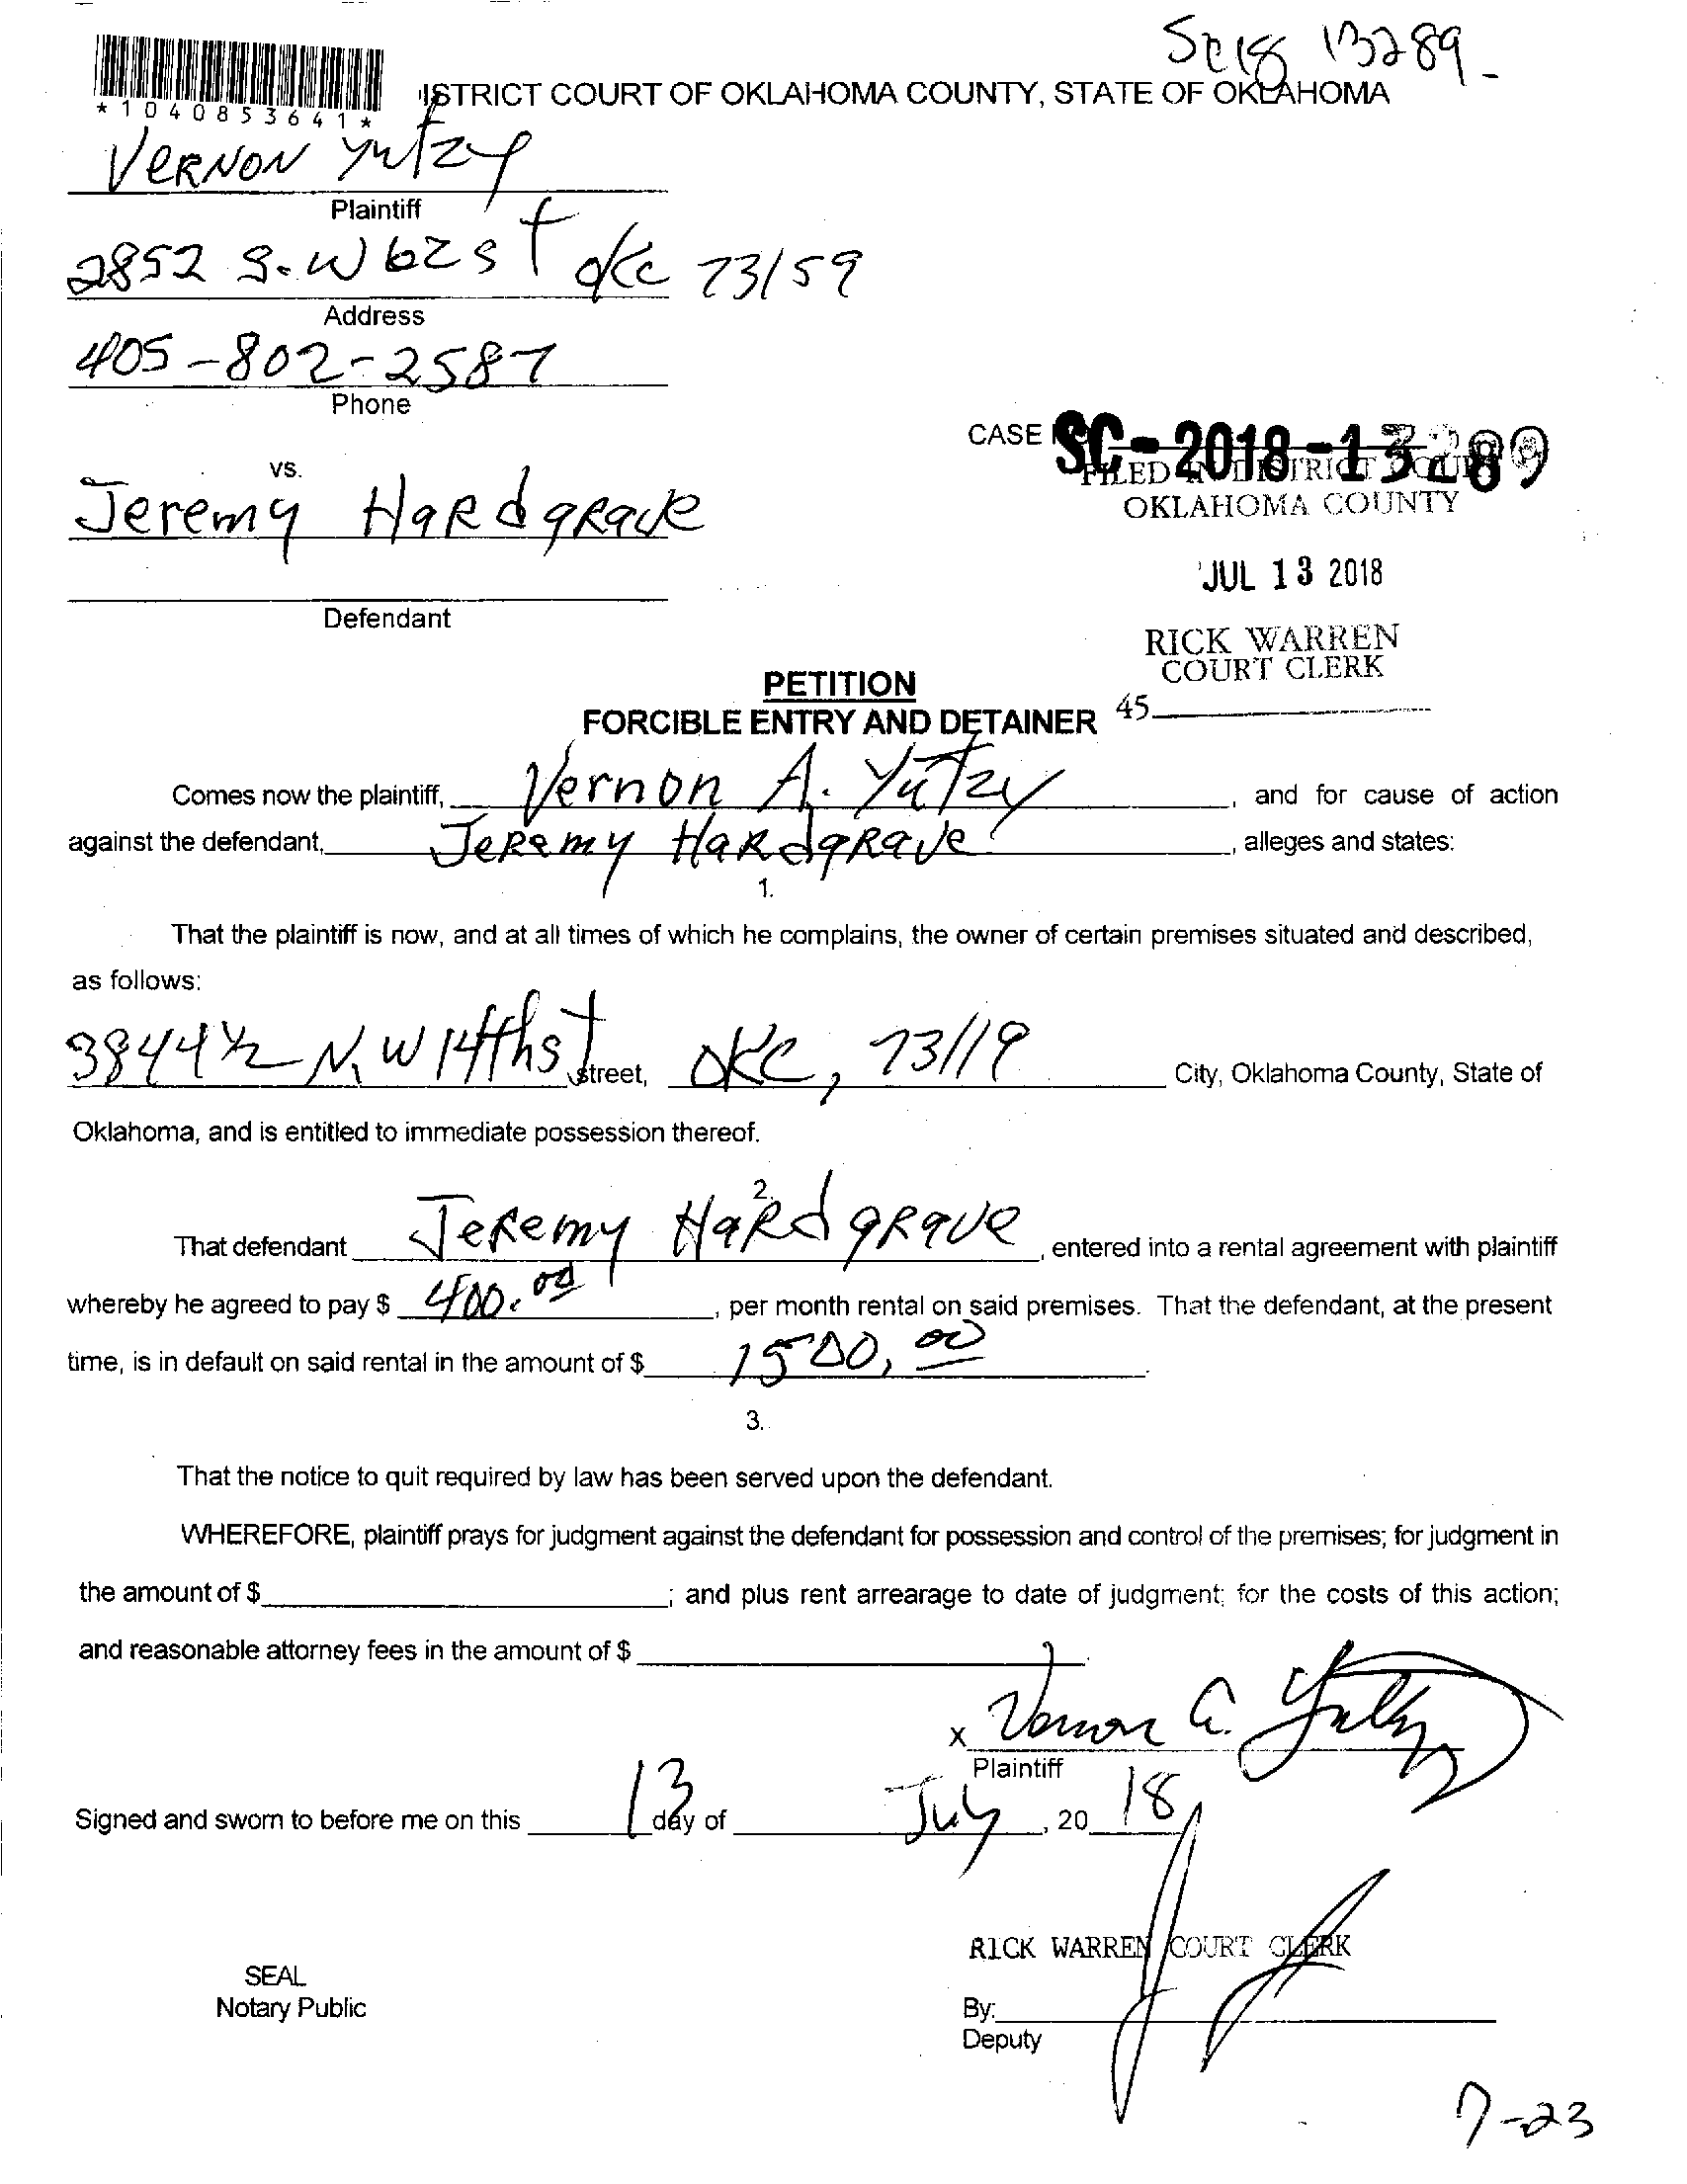 SC18 13289
*1040853641*
ISTRICT COURT OF OKLAHOMA COUNTY, STATE OF OKLAHOMA
VERNON Yutzy
Plaintiff
2852 S.W 62 st OKC 73159
Address
405-802-2587
Phone
CASE SC-2018-13289
FILED IN DISTRICT COURT
OKLAHOMA COUNTY
vs.
Jeremy Hardgrave
JUL 13 2018
Defendant
RICK WARREN
COURT CLERK
45
PETITION
FORCIBLE ENTRY AND DETAINER
Comes now the plaintiff, Vernon A. Yutzy, and for cause of action
against the defendant, Jeremy Hardgrave, alleges and states:
1.
That the plaintiff is now, and at all times of which he complains, the owner of certain premises situated and described,
as follows:
3844 1/2 N.W 14th st Street, OKC, 73119 City, Oklahoma County, State of
Oklahoma, and is entitled to immediate possession thereof.
2.
That defendant Jeremy Hardgrave, entered into a rental agreement with plaintiff
whereby he agreed to pay $ 400.00, per month rental on said premises. That the defendant, at the present
time, is in default on said rental in the amount of $ 1500,00.
3.
That the notice to quit required by law has been served upon the defendant.
WHEREFORE, plaintiff prays for judgment against the defendant for possession and control of the premises; for judgment in
the amount of $ ; and plus rent arrearage to date of judgment; for the costs of this action;
and reasonable attorney fees in the amount of $ .
x Vernon A. Yutzy
Plaintiff
Signed and sworn to before me on this 13 day of July, 20 18
RICK WARREN COURT CLERK
SEAL
Notary Public
By:
Deputy
7-23